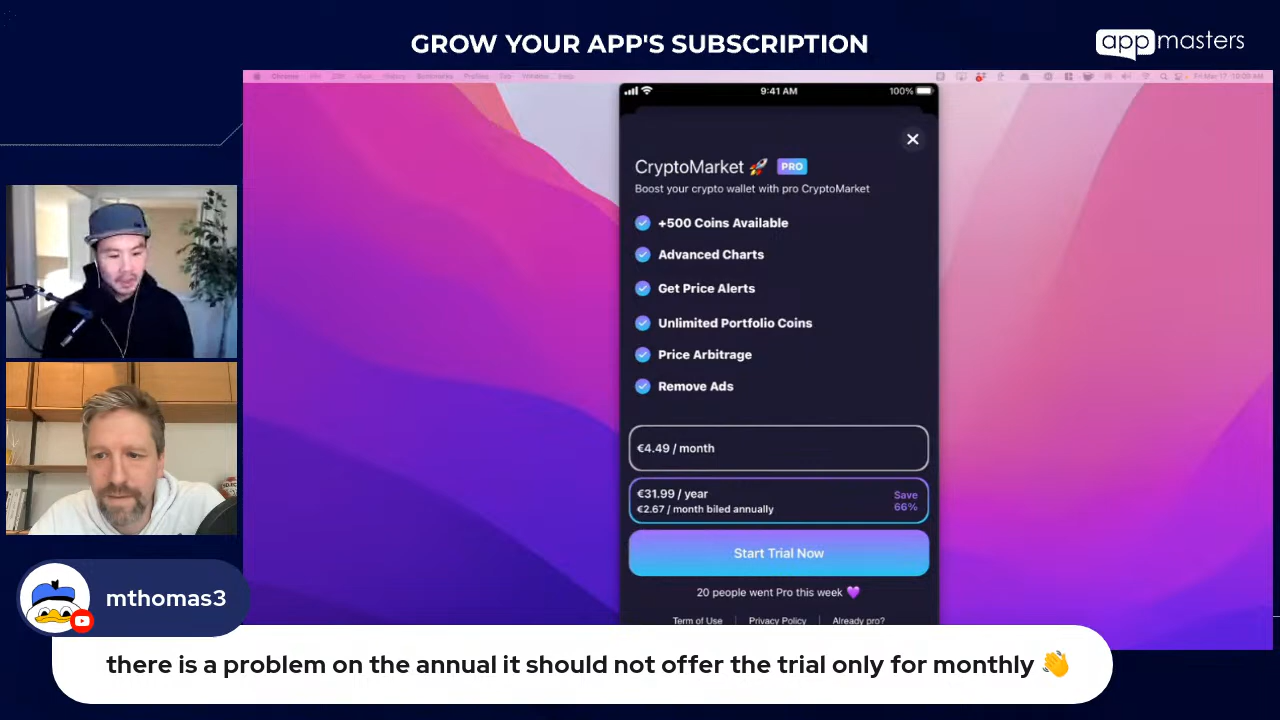 GROW YOUR APP'S SUBSCRIPTION
app masters
9:41 AM
100%
CryptoMarket 🚀 PRO
Boost your crypto wallet with pro CryptoMarket
+500 Coins Available
Advanced Charts
Get Price Alerts
Unlimited Portfolio Coins
Price Arbitrage
Remove Ads
€4.49 / month
€31.99 / year
€2.67 / month biled annually
Save
66%
Start Trial Now
20 people went Pro this week 💜
Term of Use | Privacy Policy | Already pro?
mthomas3
there is a problem on the annual it should not offer the trial only for monthly 👋